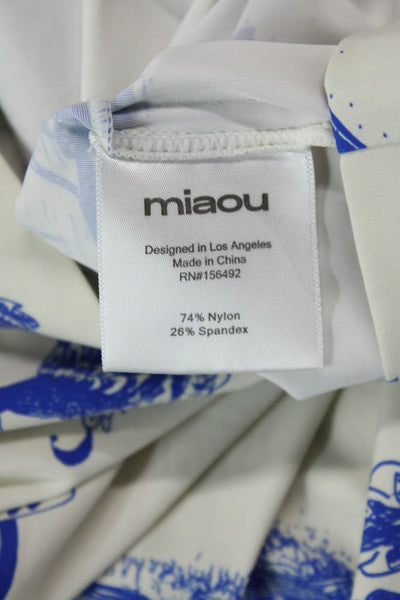 miaou
Designed in Los Angeles
Made in China
RN#156492
74% Nylon
26% Spandex